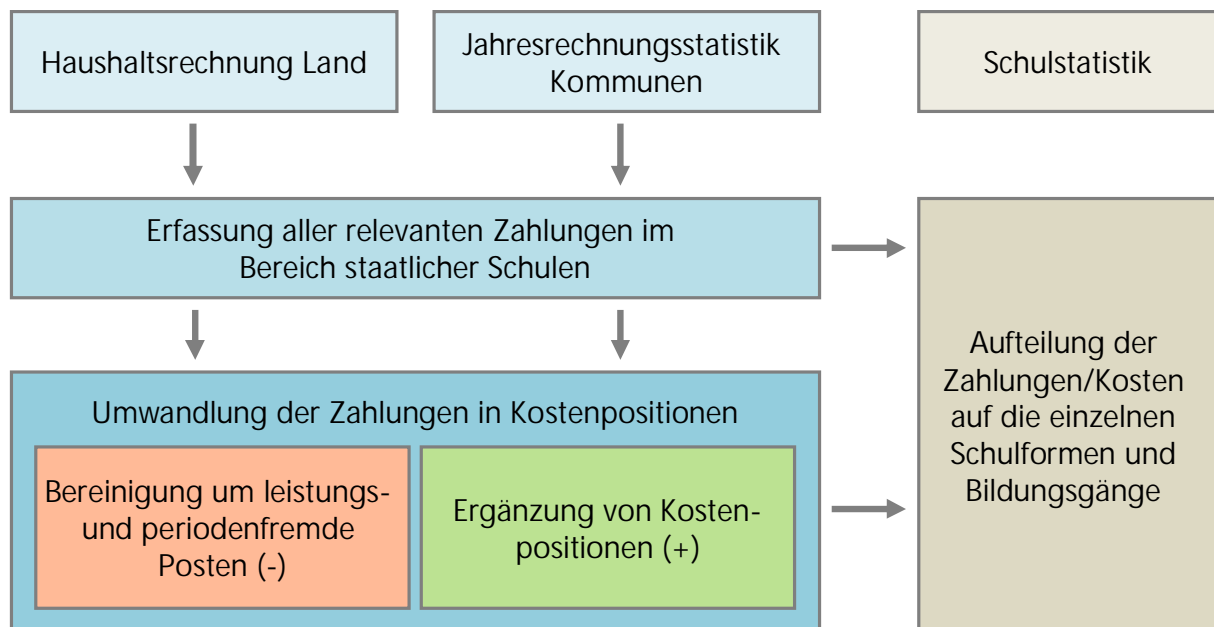 Haushaltsrechnung Land
Jahresrechnungsstatistik
Kommunen
Schulstatistik
Erfassung aller relevanten Zahlungen im
Bereich staatlicher Schulen
Umwandlung der Zahlungen in Kostenpositionen
Bereinigung um leistungs-
und periodenfremde
Posten (-)
Ergänzung von Kosten-
positionen (+)
Aufteilung der
Zahlungen/Kosten
auf die einzelnen
Schulformen und
Bildungsgänge